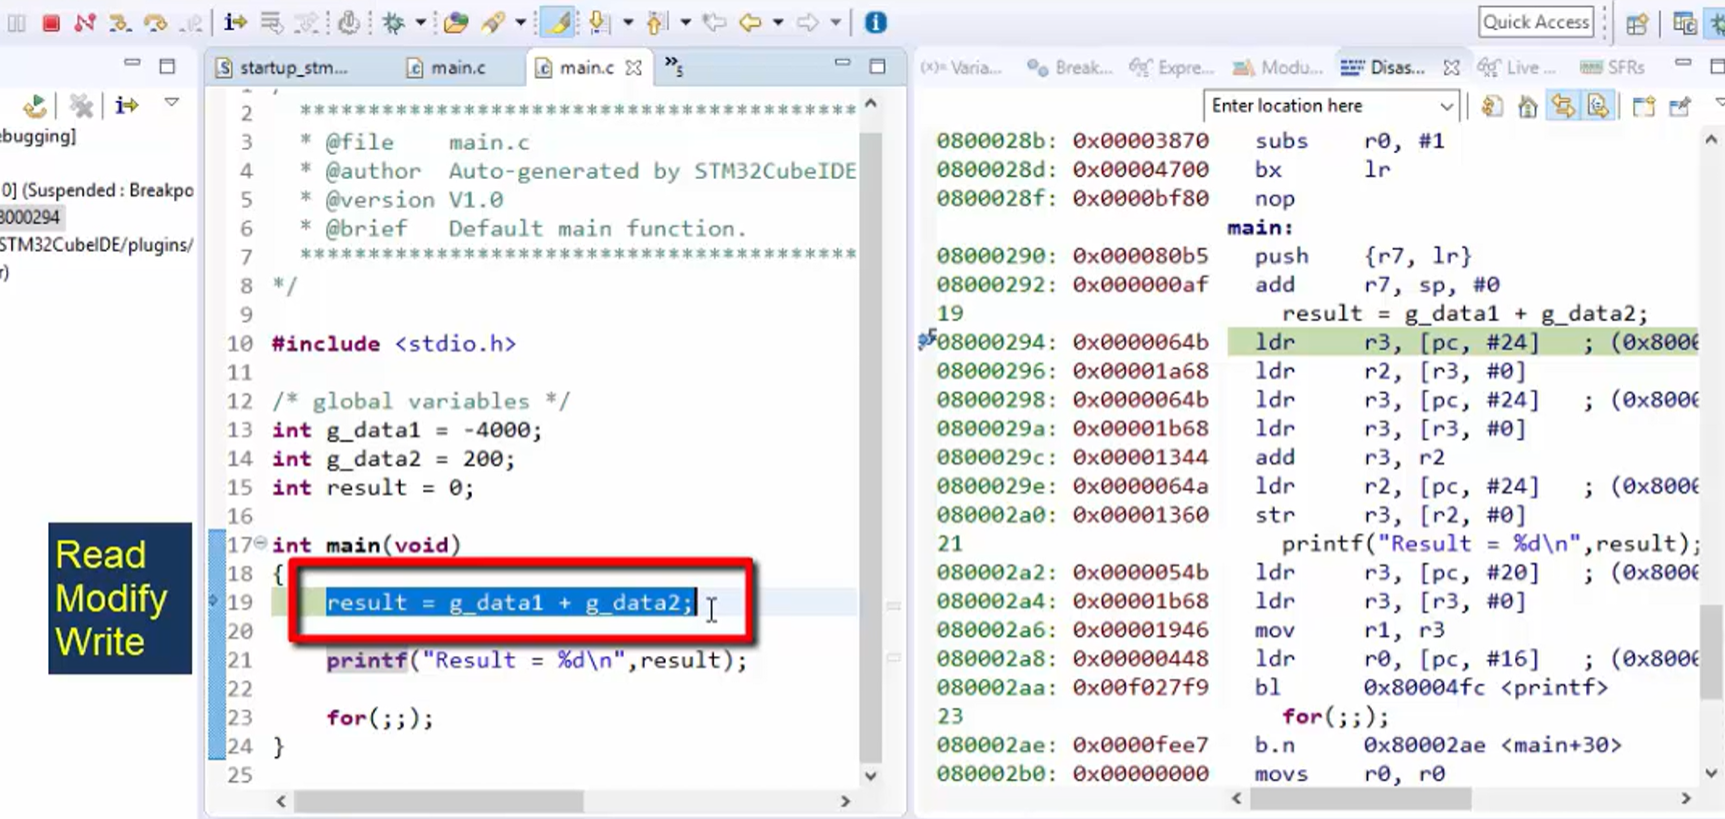 Quick Access
startup_stm...
main.c
main.c
»5
(x)= Varia...
Break...
Expre...
Modu...
Disas...
Live ...
SFRs
Enter location here
ebugging]
0] (Suspended : Breakpo
8000294
STM32CubeIDE/plugins/
r)
Read
Modify
Write
2 ******************************************
3 * @file    main.c
4 * @author  Auto-generated by STM32CubeIDE
5 * @version V1.0
6 * @brief   Default main function.
7 ******************************************
8 */
9
10 #include <stdio.h>
11
12 /* global variables */
13 int g_data1 = -4000;
14 int g_data2 = 200;
15 int result = 0;
16
17 int main(void)
18 {
19 result = g_data1 + g_data2;
20
21 printf("Result = %d\n",result);
22
23 for(;;);
24 }
25
0800028b: 0x00003870 subs r0, #1
0800028d: 0x00004700 bx lr
0800028f: 0x0000bf80 nop
main:
08000290: 0x000080b5 push {r7, lr}
08000292: 0x000000af add r7, sp, #0
19 result = g_data1 + g_data2;
08000294: 0x0000064b ldr r3, [pc, #24] ; (0x8000
08000296: 0x00001a68 ldr r2, [r3, #0]
08000298: 0x0000064b ldr r3, [pc, #24] ; (0x8000
0800029a: 0x00001b68 ldr r3, [r3, #0]
0800029c: 0x00001344 add r3, r2
0800029e: 0x0000064a ldr r2, [pc, #24] ; (0x8000
080002a0: 0x00001360 str r3, [r2, #0]
21 printf("Result = %d\n",result);
080002a2: 0x0000054b ldr r3, [pc, #20] ; (0x8000
080002a4: 0x00001b68 ldr r3, [r3, #0]
080002a6: 0x00001946 mov r1, r3
080002a8: 0x00000448 ldr r0, [pc, #16] ; (0x8000
080002aa: 0x00f027f9 bl 0x80004fc <printf>
23 for(;;);
080002ae: 0x0000fee7 b.n 0x80002ae <main+30>
080002b0: 0x00000000 movs r0, r0